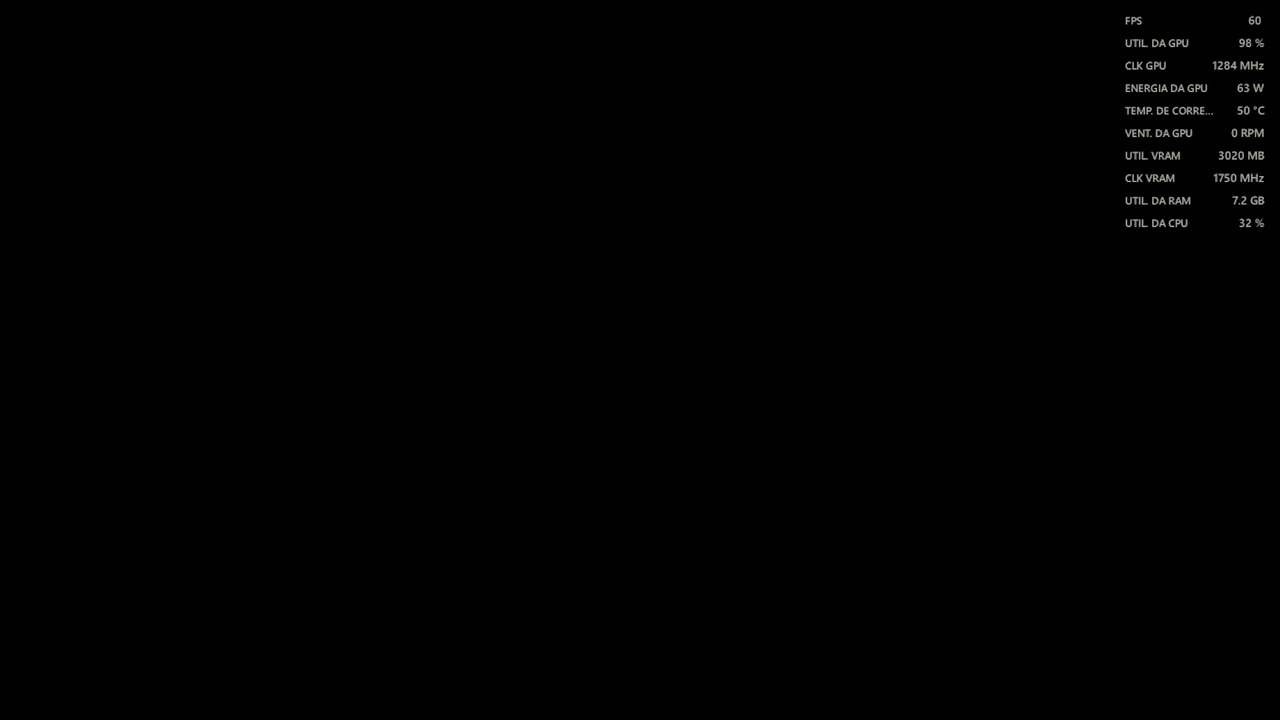 FPS 60
UTIL. DA GPU 98 %
CLK GPU 1284 MHz
ENERGIA DA GPU 63 W
TEMP. DE CORRE... 50 °C
VENT. DA GPU 0 RPM
UTIL. VRAM 3020 MB
CLK VRAM 1750 MHz
UTIL. DA RAM 7.2 GB
UTIL. DA CPU 32 %